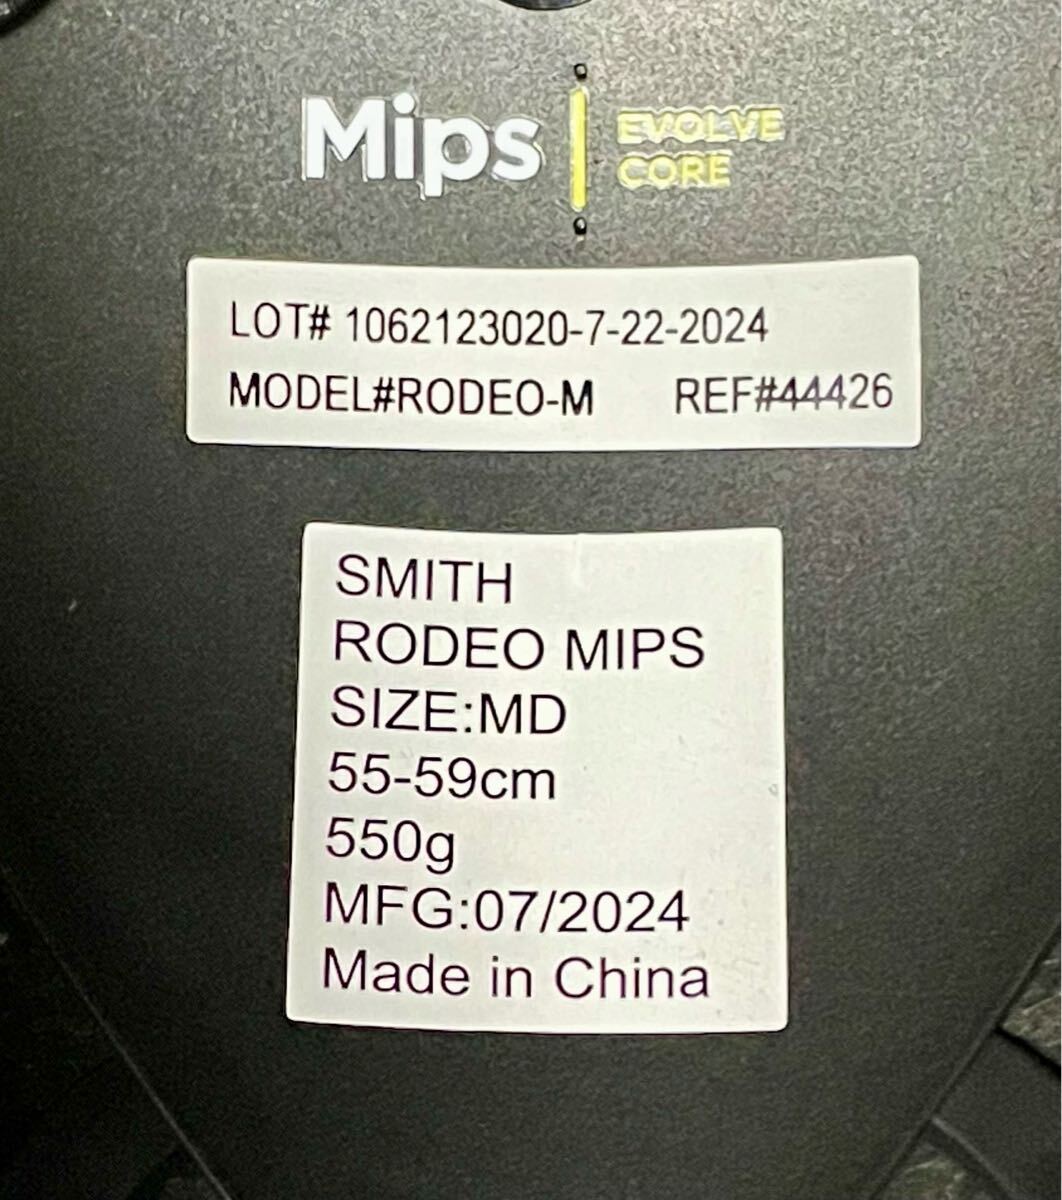 Mips EVOLVE
CORE
LOT# 1062123020-7-22-2024
MODEL#RODEO-M REF#44426
SMITH
RODEO MIPS
SIZE:MD
55-59cm
550g
MFG:07/2024
Made in China